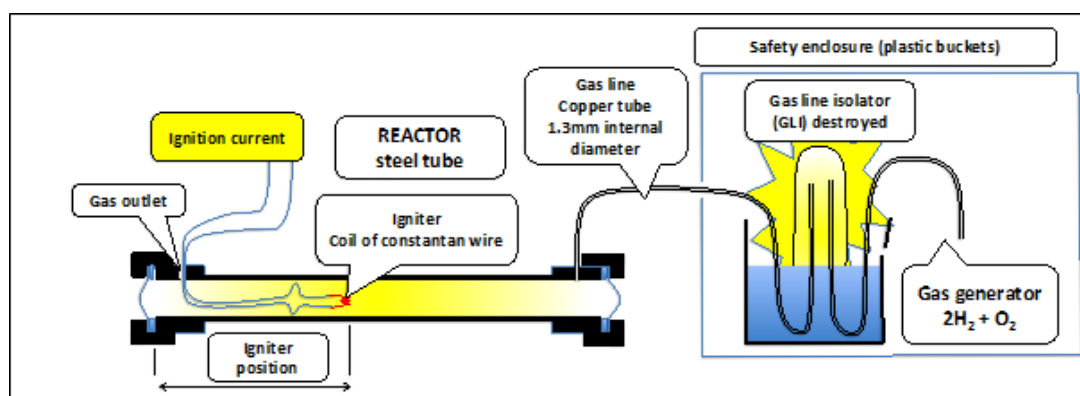 Safety enclosure (plastic buckets)
Gas line
Copper tube
1.3mm internal
diameter
Gas line isolator
(GLI) destroyed
Ignition current
REACTOR
steel tube
Gas outlet
Igniter
Coil of constantan wire
Gas generator
2H₂ + O₂
Igniter
position